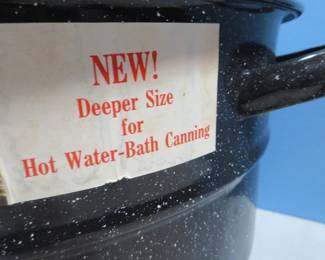 NEW!
Deeper Size
for
Hot Water-Bath Canning